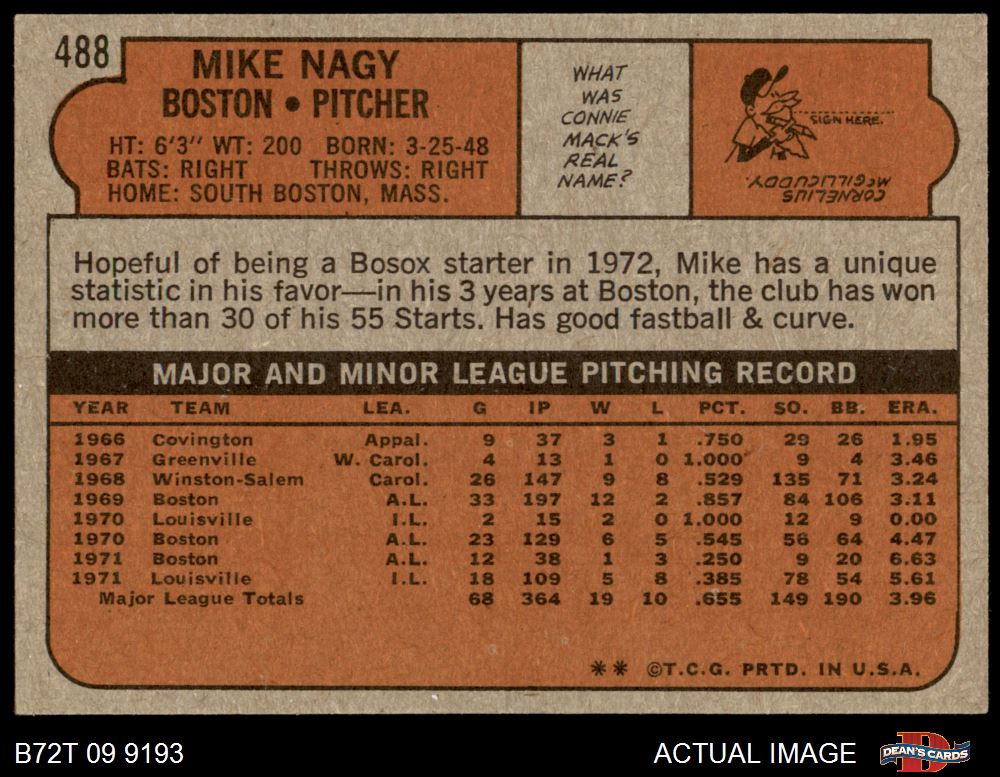 488
MIKE NAGY
BOSTON • PITCHER
HT: 6'3" WT: 200 BORN: 3-25-48
BATS: RIGHT THROWS: RIGHT
HOME: SOUTH BOSTON, MASS.
WHAT
WAS
CONNIE
MACK'S
REAL
NAME?
SIGN HERE.
CORNELIUS
McGILLICUDDY.
Hopeful of being a Bosox starter in 1972, Mike has a unique
statistic in his favor—in his 3 years at Boston, the club has won
more than 30 of his 55 Starts. Has good fastball & curve.
MAJOR AND MINOR LEAGUE PITCHING RECORD
YEAR TEAM LEA. G IP W L PCT. SO. BB. ERA.
1966 Covington Appal. 9 37 3 1 .750 29 26 1.95
1967 Greenville W. Carol. 4 13 1 0 1.000 9 4 3.46
1968 Winston-Salem Carol. 26 147 9 8 .529 135 71 3.24
1969 Boston A.L. 33 197 12 2 .857 84 106 3.11
1970 Louisville I.L. 2 15 2 0 1.000 12 9 0.00
1970 Boston A.L. 23 129 6 5 .545 56 64 4.47
1971 Boston A.L. 12 38 1 3 .250 9 20 6.63
1971 Louisville I.L. 18 109 5 8 .385 78 54 5.61
Major League Totals 68 364 19 10 .655 149 190 3.96
** ©T.C.G. PRTD. IN U.S.A.
B72T 09 9193
ACTUAL IMAGE
DEAN'S CARDS